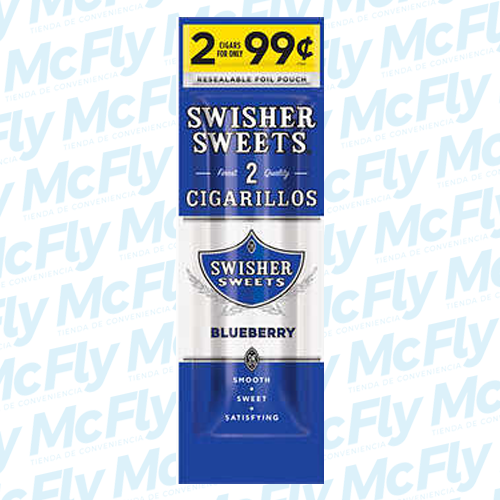 2 CIGARS FOR ONLY 99¢
RESEALABLE FOIL POUCH
SWISHER
SWEETS
Finest 2 Quality
CIGARILLOS
SWISHER
SWEETS
BLUEBERRY
SMOOTH
+
SWEET
+
SATISFYING
McFly
TIENDA DE CONVENIENCIA